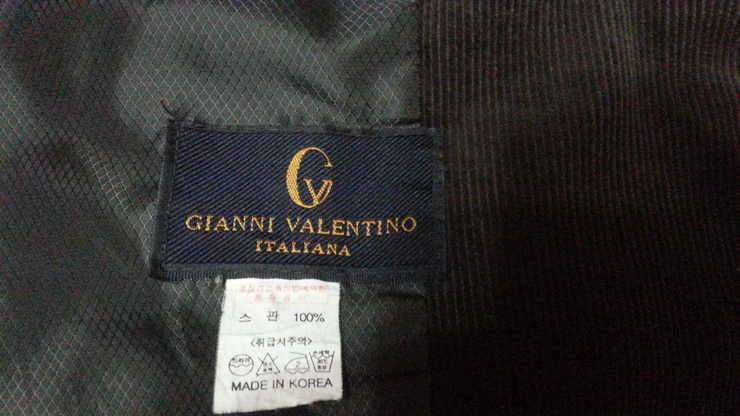 GV
GIANNI VALENTINO
ITALIANA
스 판 100%
<취급시주의>
MADE IN KOREA